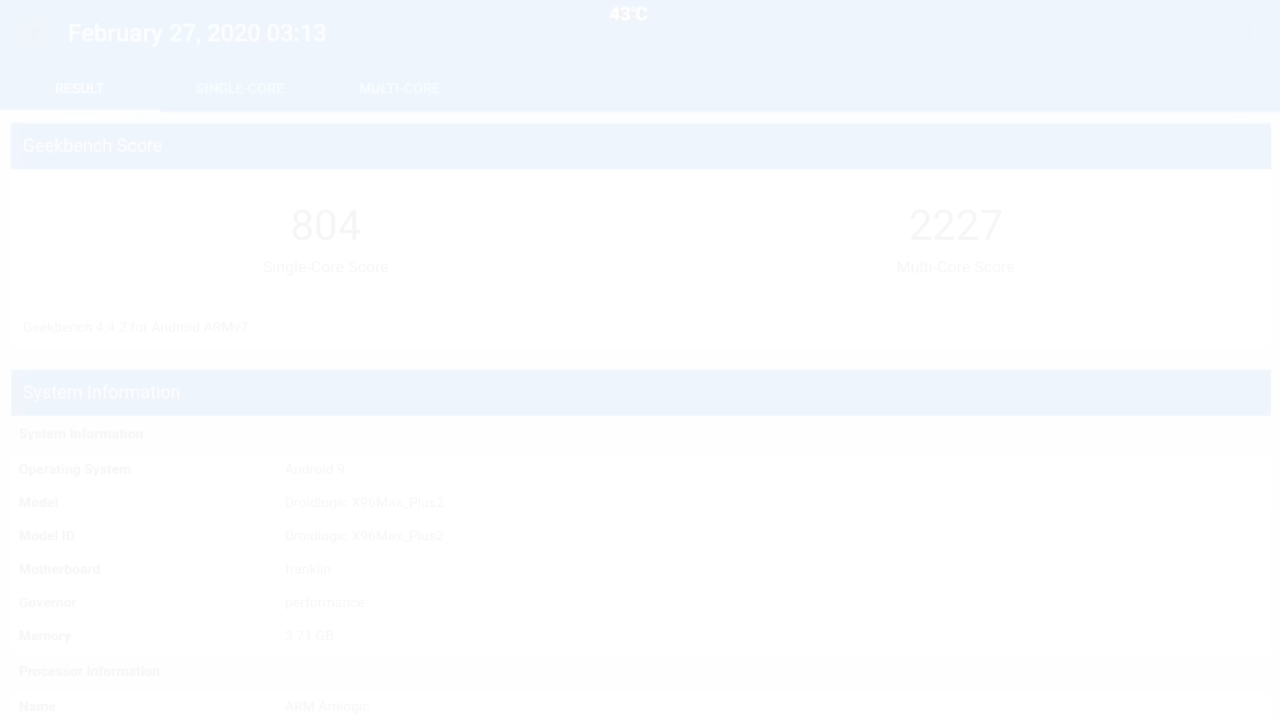 43°C
February 27, 2020 03:13
RESULT SINGLE-CORE MULTI-CORE
Geekbench Score
804 2227
Single-Core Score Multi-Core Score
Geekbench 4.4.2 for Android ARMv7
System Information
System Information
Operating System Android 9
Model Droidlogic X96Max_Plus2
Model ID Droidlogic X96Max_Plus2
Motherboard franklin
Governor performance
Memory 3.71 GB
Processor Information
Name ARM Amlogic